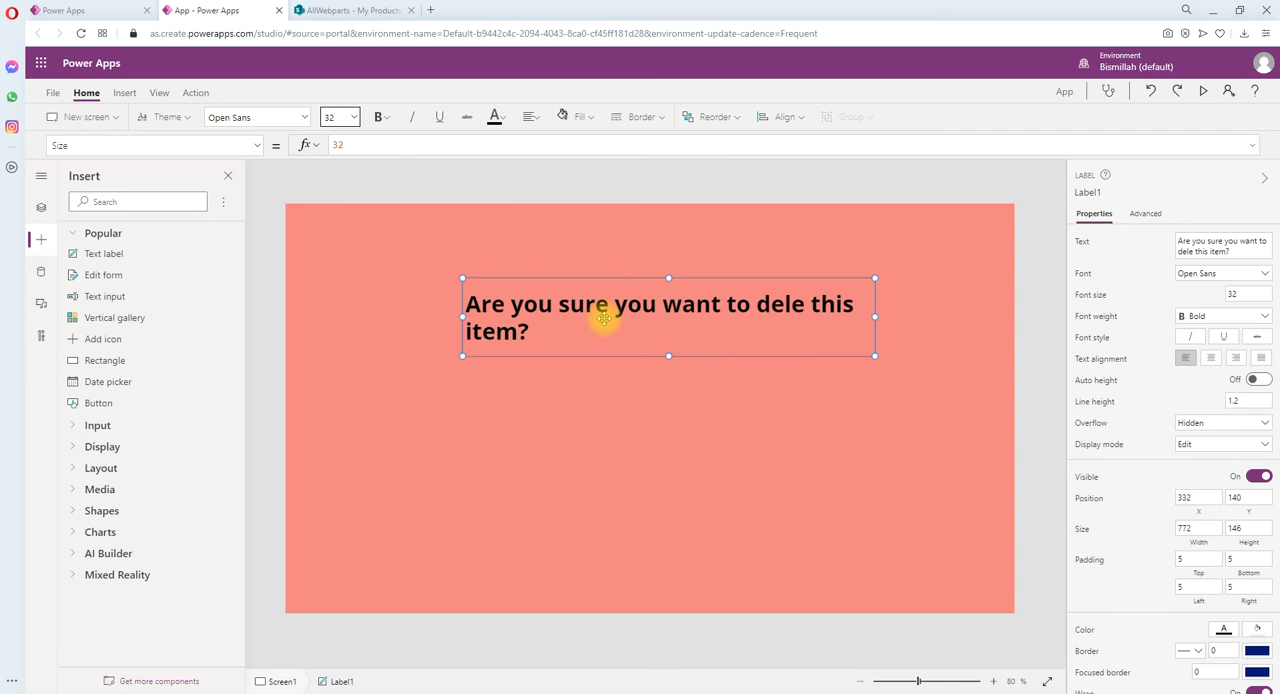 Power Apps
App - Power Apps
AllWebparts - My Products
as.create.powerapps.com/studio/#source=portal&environment-name=Default-b9442c4c-2094-4043-8ca0-cf45ff181d28&environment-update-cadence=Frequent
Power Apps
Environment
Bismillah (default)
File Home Insert View Action
App
New screen Theme Open Sans 32 B / U abc A Fill Border Reorder Align Group
Size = fx 32
Insert
Search
Popular
Text label
Edit form
Text input
Vertical gallery
Add icon
Rectangle
Date picker
Button
Input
Display
Layout
Media
Shapes
Charts
AI Builder
Mixed Reality
Get more components
Are you sure you want to dele this
item?
Screen1 Label1
80 %
LABEL
Label1
Properties Advanced
Text Are you sure you want to
dele this item?
Font Open Sans
Font size 32
Font weight B Bold
Font style / U
Text alignment
Auto height Off
Line height 1.2
Overflow Hidden
Display mode Edit
Visible On
Position 332 140
X Y
Size 772 146
Width Height
Padding 5 5
Top Bottom
5 5
Left Right
Color A
Border 0
Focused border 0
Wrap On